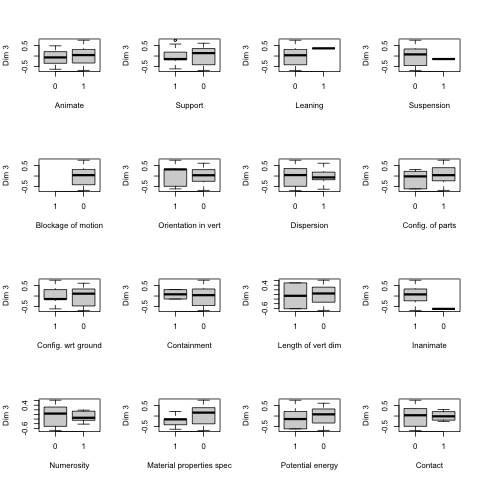 Dim 3
0.5
-0.5
0 1
Animate
Dim 3
0.5
-0.5
1 0
Support
Dim 3
0.5
-0.5
0 1
Leaning
Dim 3
0.5
-0.5
0 1
Suspension
Dim 3
0.5
-0.5
1 0
Blockage of motion
Dim 3
0.5
-0.5
1 0
Orientation in vert
Dim 3
0.5
-0.5
0 1
Dispersion
Dim 3
0.5
-0.5
0 1
Config. of parts
Dim 3
0.5
-0.5
1 0
Config. wrt ground
Dim 3
0.5
-0.5
1 0
Containment
Dim 3
0.4
-0.6
1 0
Length of vert dim
Dim 3
0.5
-0.5
1 0
Inanimate
Dim 3
0.4
-0.6
0 1
Numerosity
Dim 3
0.5
-0.5
1 0
Material properties spec
Dim 3
0.5
-0.5
1 0
Potential energy
Dim 3
0.5
-0.5
0 1
Contact